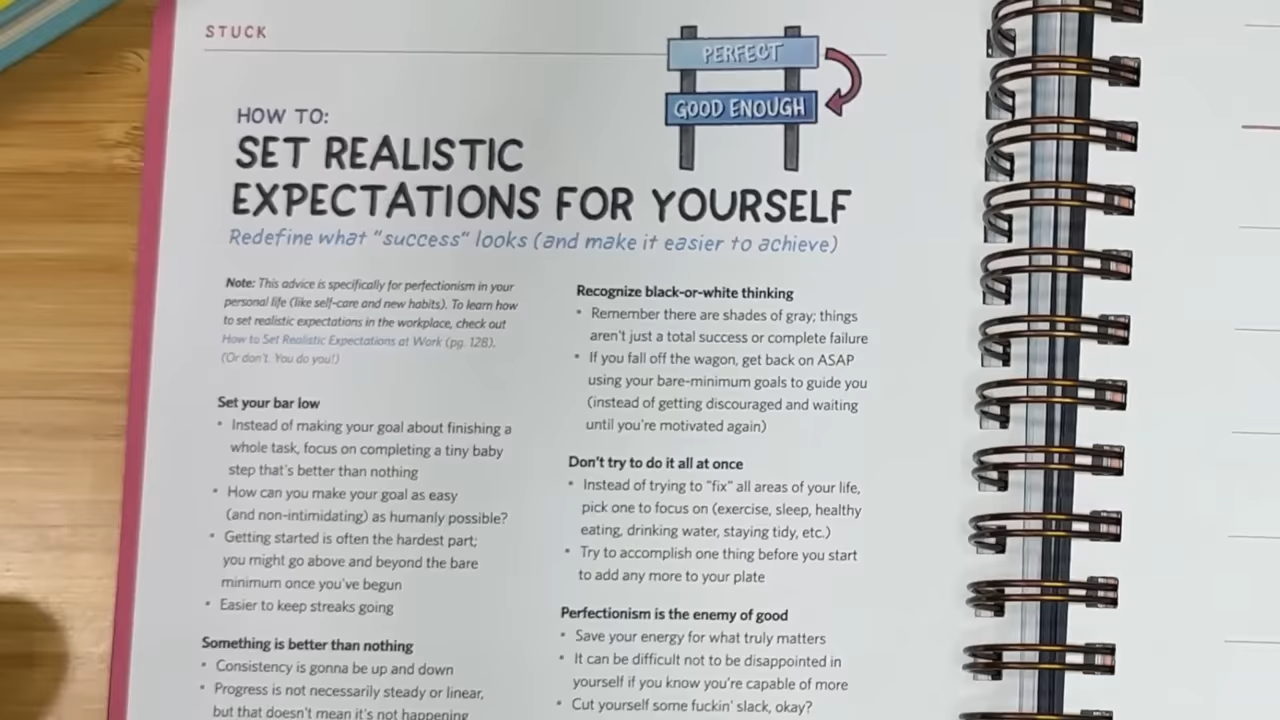 STUCK
PERFECT
GOOD ENOUGH
HOW TO:
SET REALISTIC
EXPECTATIONS FOR YOURSELF
Redefine what "success" looks (and make it easier to achieve)
Note: This advice is specifically for perfectionism in your
personal life (like self-care and new habits). To learn how
to set realistic expectations in the workplace, check out
How to Set Realistic Expectations at Work (pg. 128).
(Or don't. You do you!)
Set your bar low
• Instead of making your goal about finishing a
whole task, focus on completing a tiny baby
step that's better than nothing
• How can you make your goal as easy
(and non-intimidating) as humanly possible?
• Getting started is often the hardest part;
you might go above and beyond the bare
minimum once you've begun
• Easier to keep streaks going
Something is better than nothing
• Consistency is gonna be up and down
• Progress is not necessarily steady or linear,
but that doesn't mean it's not happening
Recognize black-or-white thinking
• Remember there are shades of gray; things
aren't just a total success or complete failure
• If you fall off the wagon, get back on ASAP
using your bare-minimum goals to guide you
(instead of getting discouraged and waiting
until you're motivated again)
Don't try to do it all at once
• Instead of trying to "fix" all areas of your life,
pick one to focus on (exercise, sleep, healthy
eating, drinking water, staying tidy, etc.)
• Try to accomplish one thing before you start
to add any more to your plate
Perfectionism is the enemy of good
• Save your energy for what truly matters
• It can be difficult not to be disappointed in
yourself if you know you're capable of more
• Cut yourself some fuckin' slack, okay?